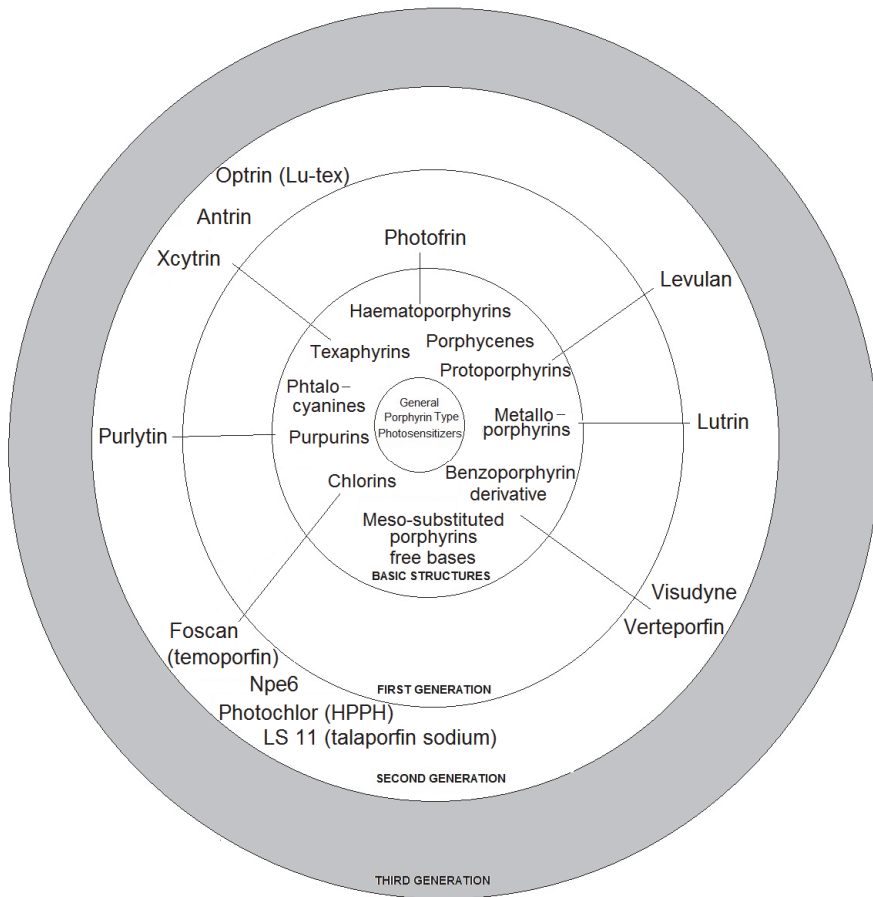 Optrin (Lu-tex)
Antrin
Xcytrin
Photofrin
Levulan
Haematoporphyrins
Texaphyrins
Porphycenes
Protoporphyrins
Phtalo-
cyanines
General
Porphyrin Type
Photosensitizers
Metallo-
porphyrins
Lutrin
Purlytin
Purpurins
Chlorins
Benzoporphyrin
derivative
Meso-substituted
porphyrins
free bases
BASIC STRUCTURES
Visudyne
Verteporfin
Foscan
(temoporfin)
Npe6
Photochlor (HPPH)
LS 11 (talaporfin sodium)
FIRST GENERATION
SECOND GENERATION
THIRD GENERATION